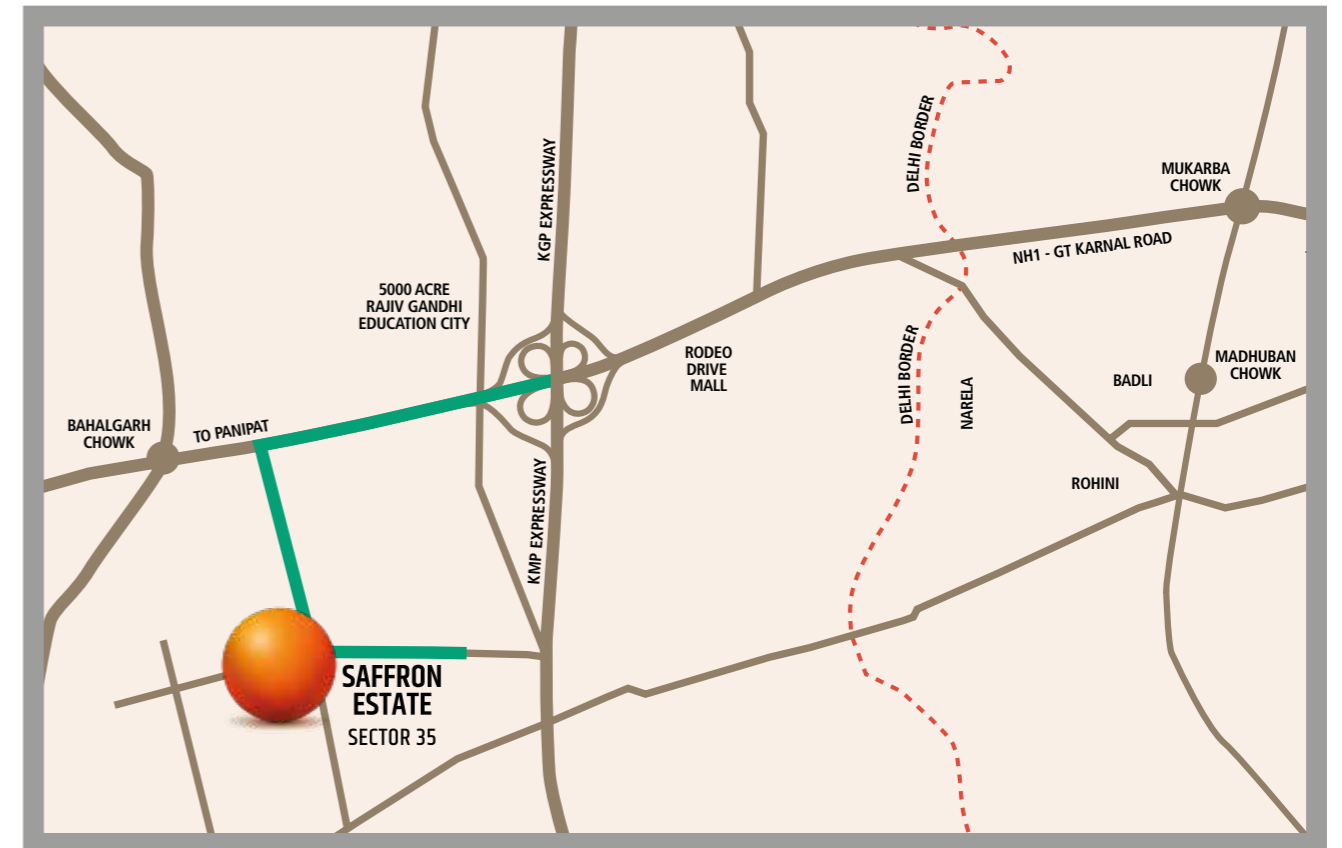 DELHI BORDER
MUKARBA
CHOWK
KGP EXPRESSWAY
NH1 - GT KARNAL ROAD
5000 ACRE
RAJIV GANDHI
EDUCATION CITY
RODEO
DRIVE
MALL
DELHI BORDER
NARELA
BADLI
MADHUBAN
CHOWK
BAHALGARH
CHOWK
TO PANIPAT
ROHINI
KMP EXPRESSWAY
SAFFRON
ESTATE
SECTOR 35